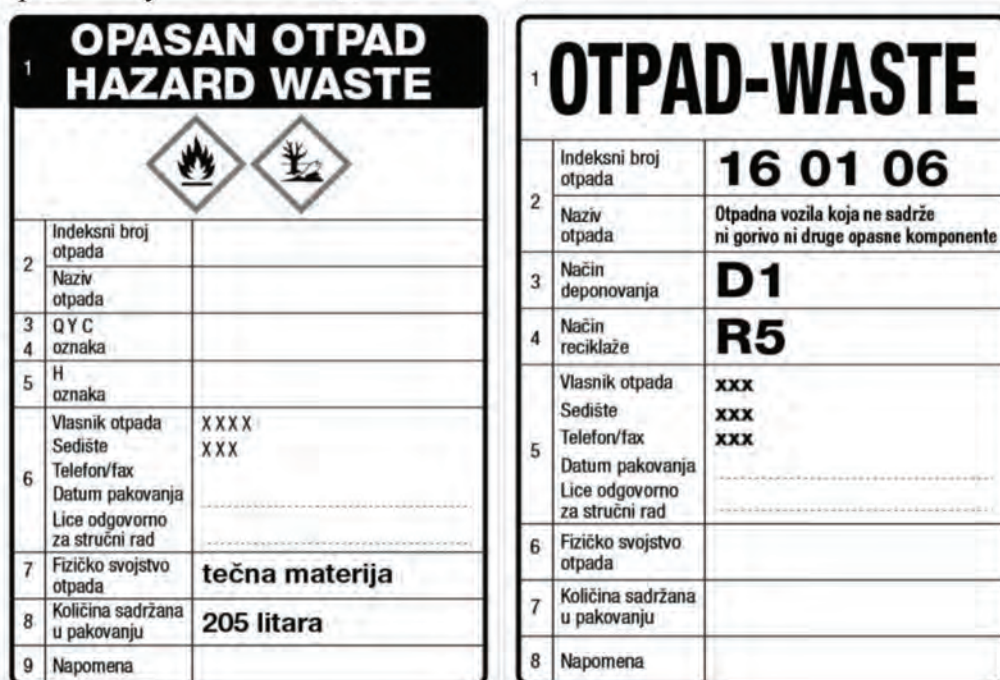 1
OPASAN OTPAD
HAZARD WASTE
2
Indeksni broj
otpada
Naziv
otpada
3
4
Q Y C
oznaka
5
H
oznaka
6
Vlasnik otpada XXXX
Sedište XXX
Telefon/fax
Datum pakovanja
Lice odgovorno
za stručni rad
7
Fizičko svojstvo
otpada
tečna materija
8
Količina sadržana
u pakovanju
205 litara
9 Napomena
1
OTPAD-WASTE
2
Indeksni broj
otpada
16 01 06
Naziv
otpada
Otpadna vozila koja ne sadrže
ni gorivo ni druge opasne komponente
3
Način
deponovanja
D1
4
Način
reciklaže
R5
5
Vlasnik otpada xxx
Sedište xxx
Telefon/fax xxx
Datum pakovanja
Lice odgovorno
za stručni rad
6
Fizičko svojstvo
otpada
7
Količina sadržana
u pakovanju
8 Napomena